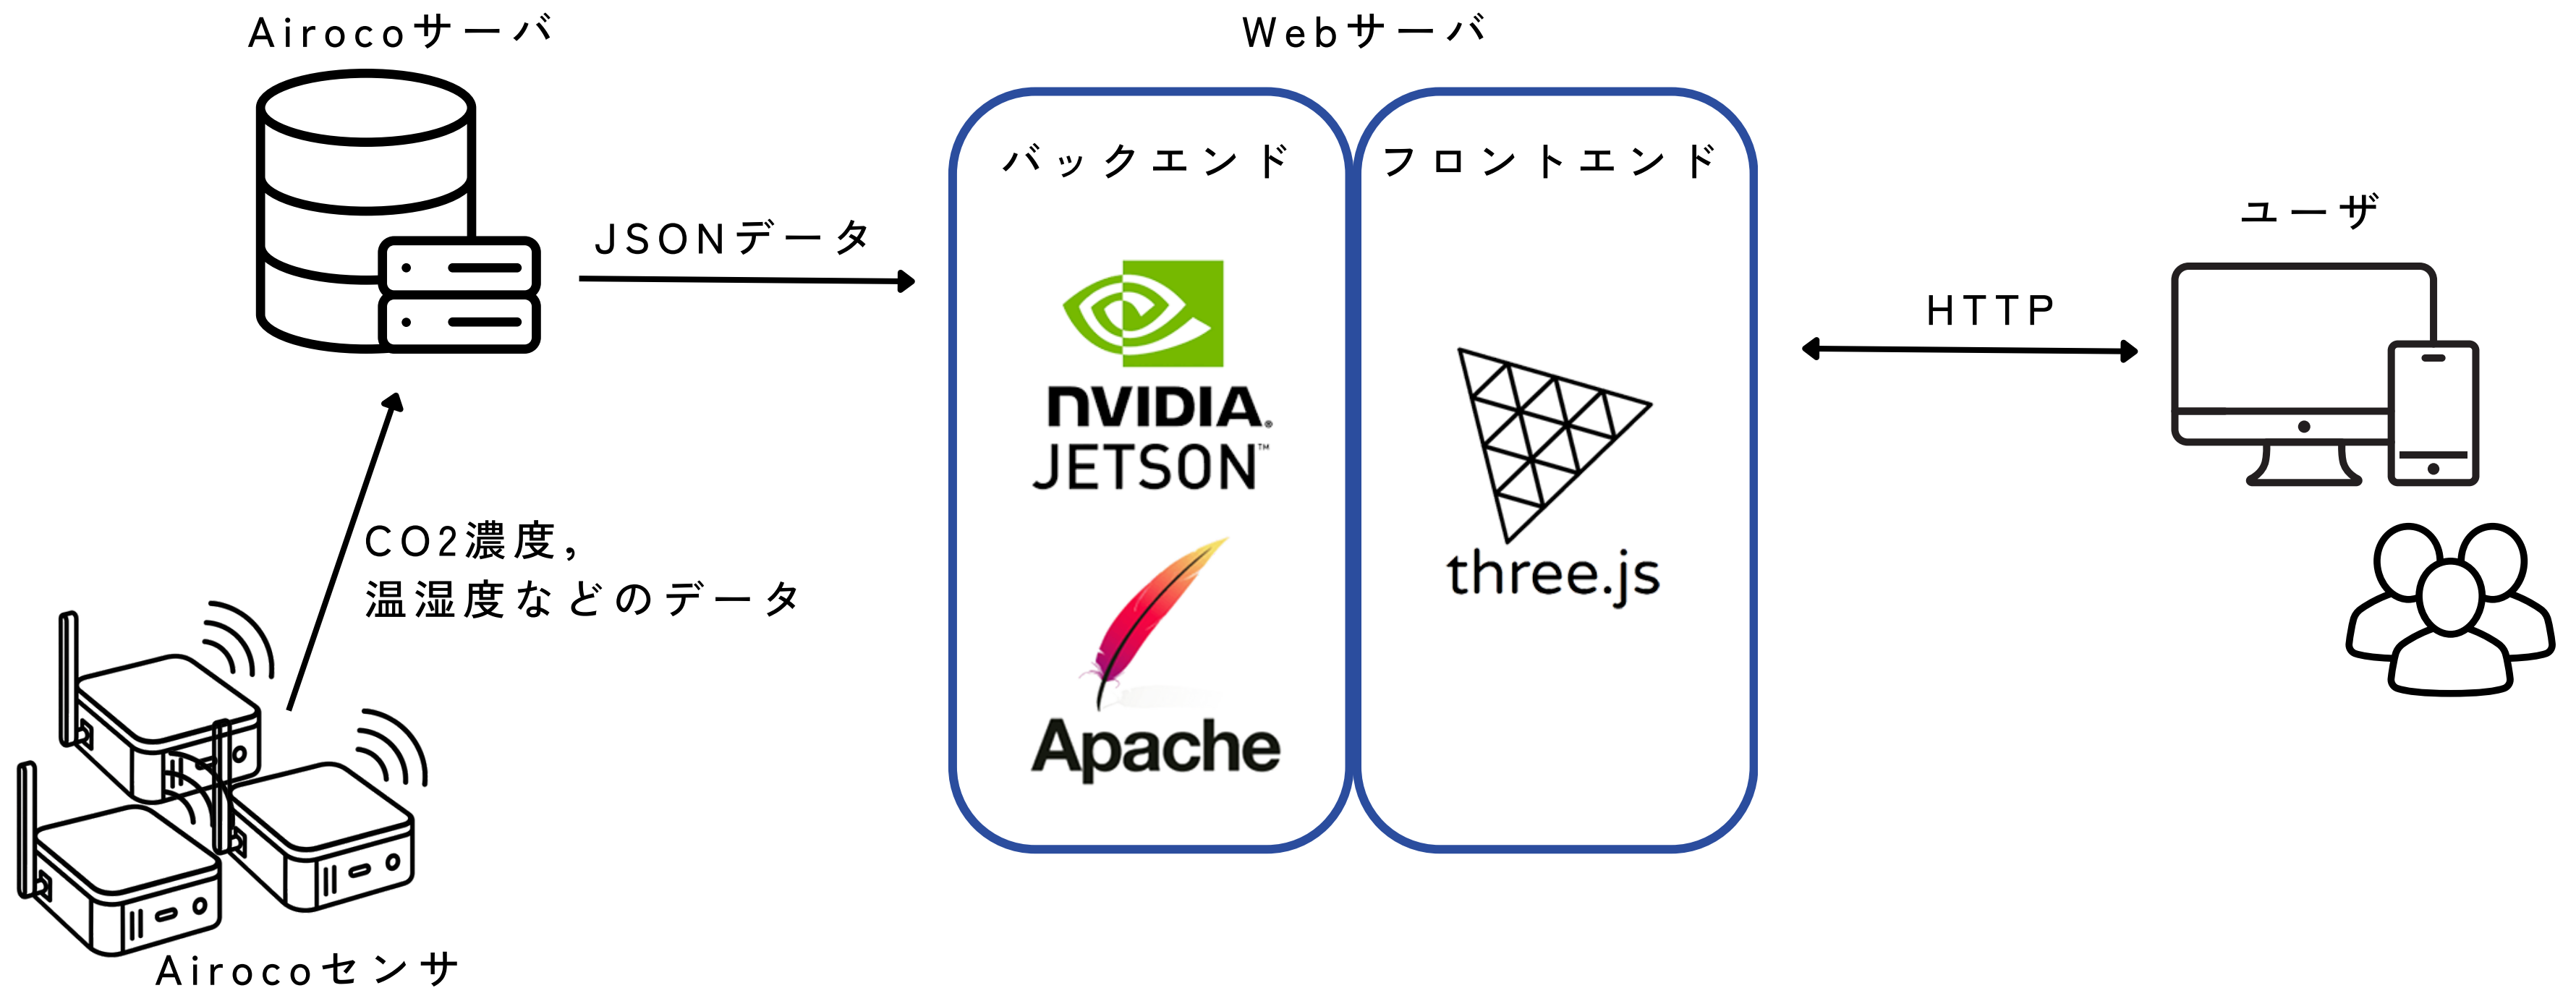 Airocoサーバ
Webサーバ
バックエンド
フロントエンド
ユーザ
JSONデータ
HTTP
NVIDIA®
JETSON™
three.js
CO2濃度,
温湿度などのデータ
Apache
Airocoセンサ